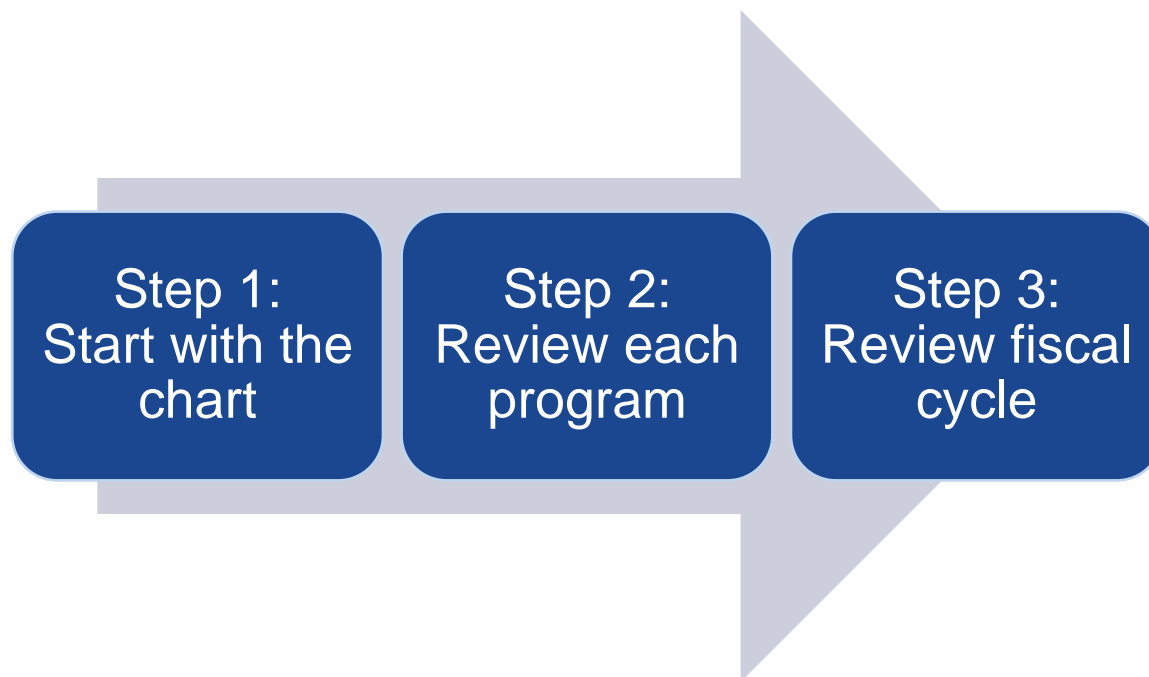 Step 1:
Start with the
chart
Step 2:
Review each
program
Step 3:
Review fiscal
cycle